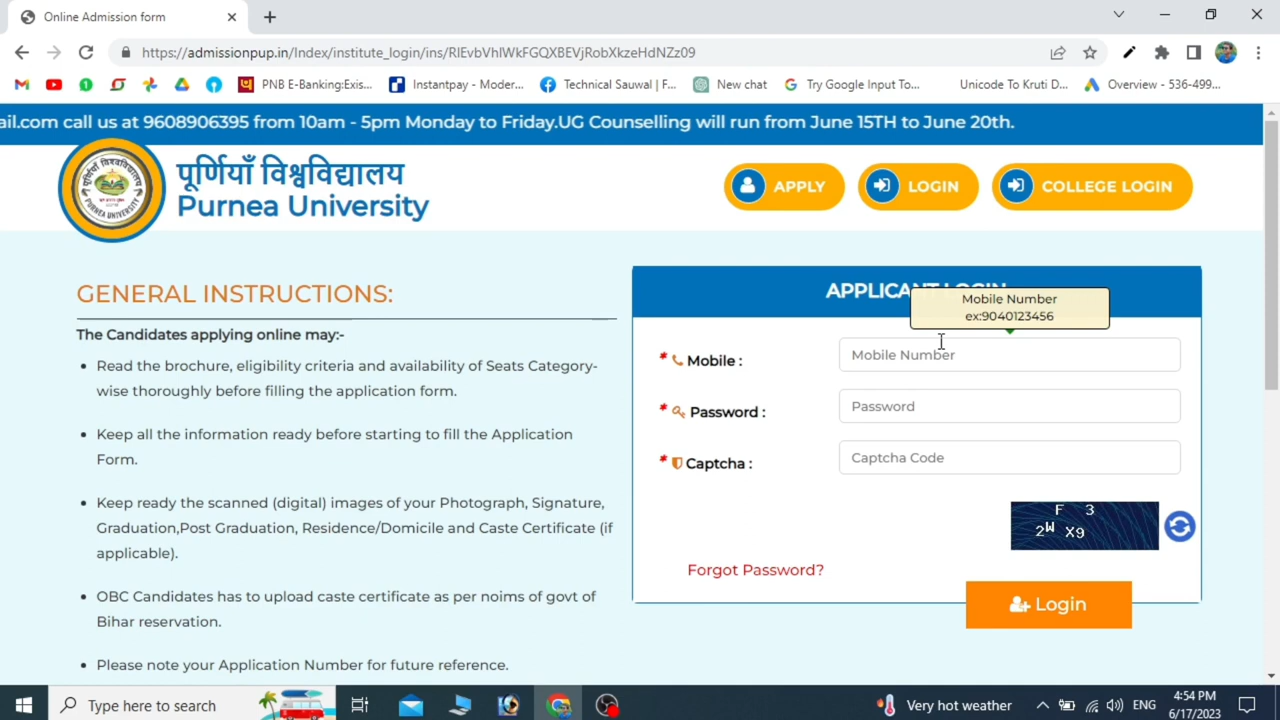 Online Admission form
https://admissionpup.in/Index/institute_login/ins/RlEvbVhIWkFGQXBEVjRobXkzeHdNZz09
PNB E-Banking:Exis...
Instantpay - Moder...
Technical Sauwal | F...
New chat
Try Google Input To...
Unicode To Kruti D...
Overview - 536-499...
ail.com call us at 9608906395 from 10am - 5pm Monday to Friday.UG Counselling will run from June 15TH to June 20th.
पूर्णियाँ विश्वविद्यालय
Purnea University
APPLY
LOGIN
COLLEGE LOGIN
GENERAL INSTRUCTIONS:
The Candidates applying online may:-
Read the brochure, eligibility criteria and availability of Seats Category-
wise thoroughly before filling the application form.
Keep all the information ready before starting to fill the Application
Form.
Keep ready the scanned (digital) images of your Photograph, Signature,
Graduation,Post Graduation, Residence/Domicile and Caste Certificate (if
applicable).
OBC Candidates has to upload caste certificate as per noims of govt of
Bihar reservation.
Please note your Application Number for future reference.
APPLICANT LOGIN
Mobile Number
ex:9040123456
* Mobile :
Mobile Number
* Password :
Password
* Captcha :
Captcha Code
F 3
2W X9
Forgot Password?
Login
Type here to search
Very hot weather
ENG
4:54 PM
6/17/2023